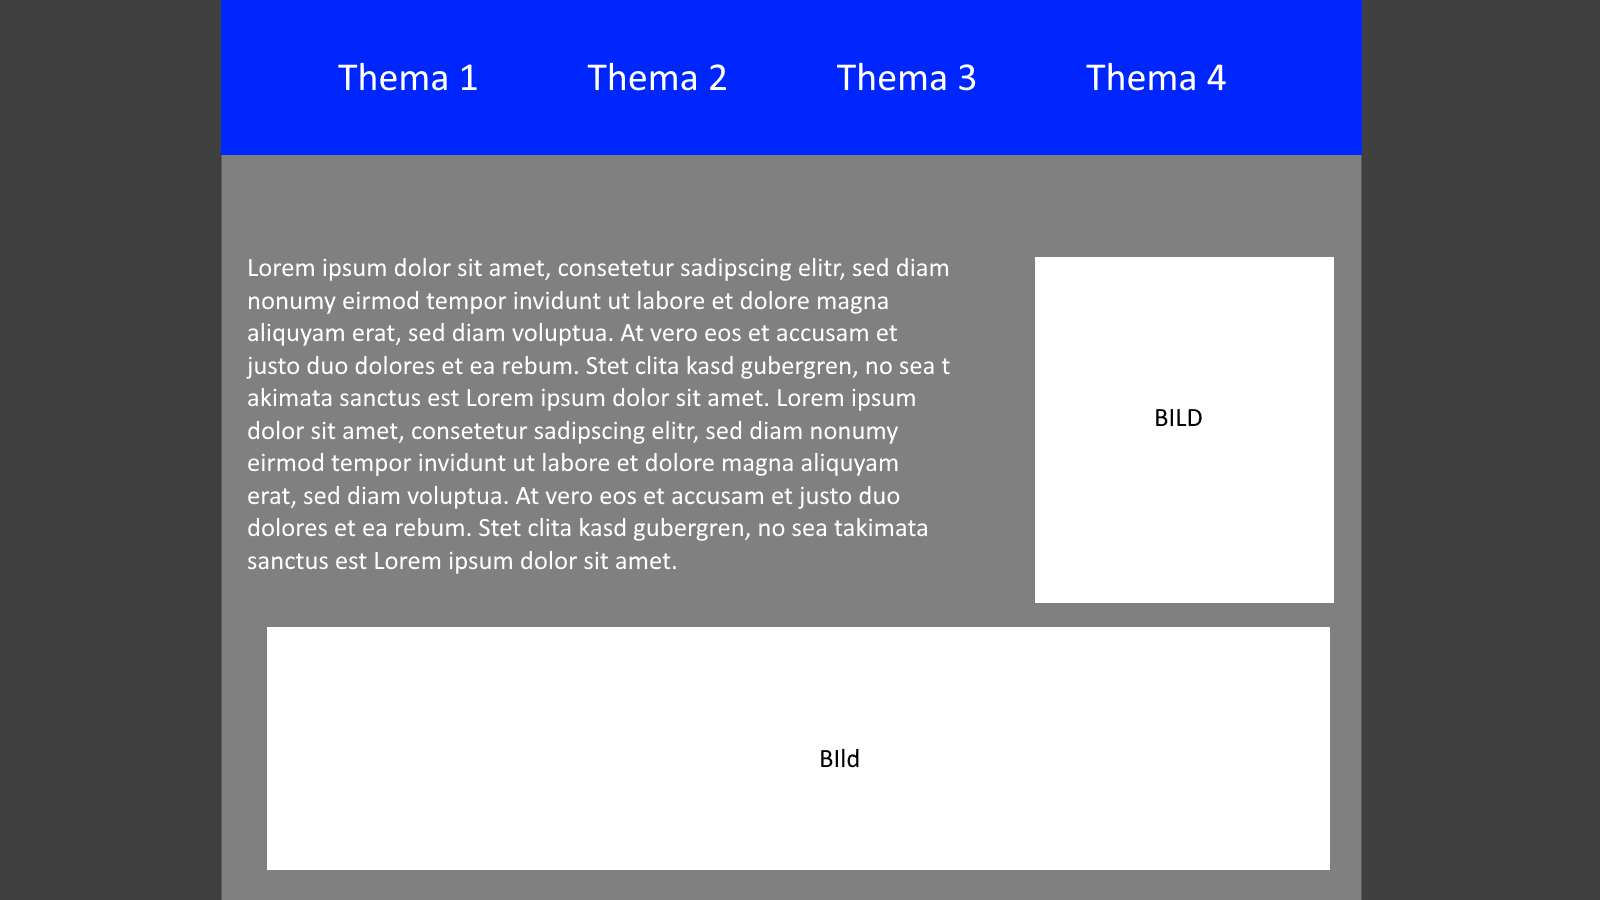 Thema 1 Thema 2 Thema 3 Thema 4
Lorem ipsum dolor sit amet, consetetur sadipscing elitr, sed diam
nonumy eirmod tempor invidunt ut labore et dolore magna
aliquyam erat, sed diam voluptua. At vero eos et accusam et
justo duo dolores et ea rebum. Stet clita kasd gubergren, no sea t
akimata sanctus est Lorem ipsum dolor sit amet. Lorem ipsum
dolor sit amet, consetetur sadipscing elitr, sed diam nonumy
eirmod tempor invidunt ut labore et dolore magna aliquyam
erat, sed diam voluptua. At vero eos et accusam et justo duo
dolores et ea rebum. Stet clita kasd gubergren, no sea takimata
sanctus est Lorem ipsum dolor sit amet.
BILD
BIld